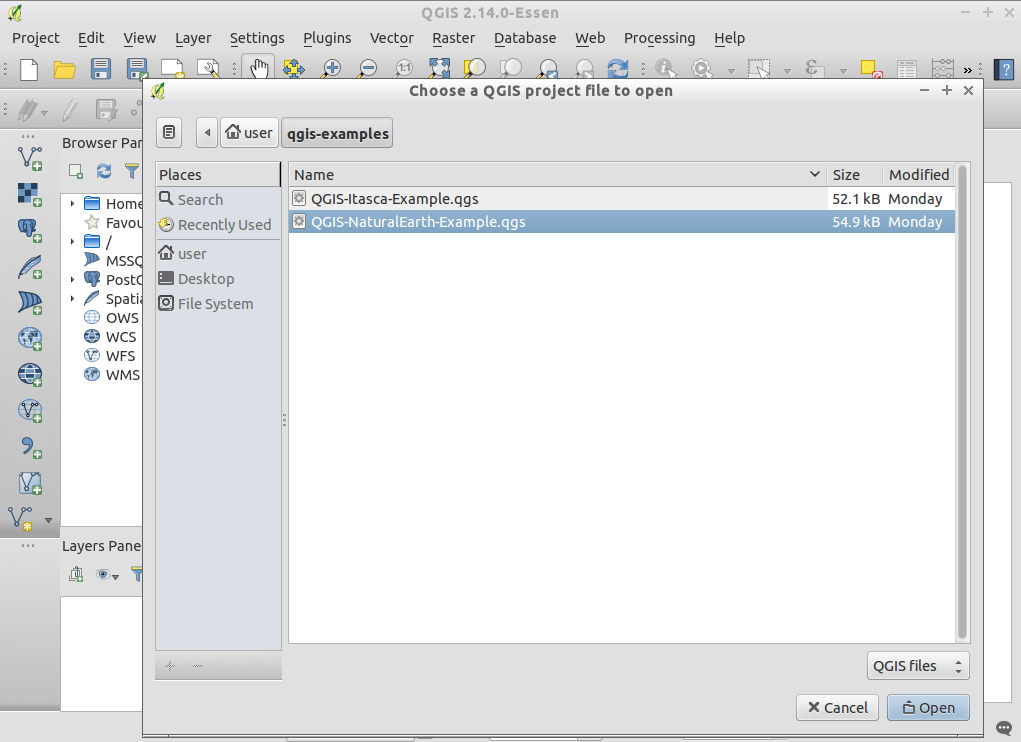 QGIS 2.14.0-Essen
Project Edit View Layer Settings Plugins Vector Raster Database Web Processing Help
1:1
»
?
Choose a QGIS project file to open
user qgis-examples
Browser Par
Places
Search
Recently Used
user
Desktop
File System
Name Size Modified
QGIS-Itasca-Example.qgs 52.1 kB Monday
QGIS-NaturalEarth-Example.qgs 54.9 kB Monday
Home
Favou
/
MSSQ
PostG
Spatia
OWS
WCS
WFS
WMS
Layers Pane
QGIS files
Cancel Open